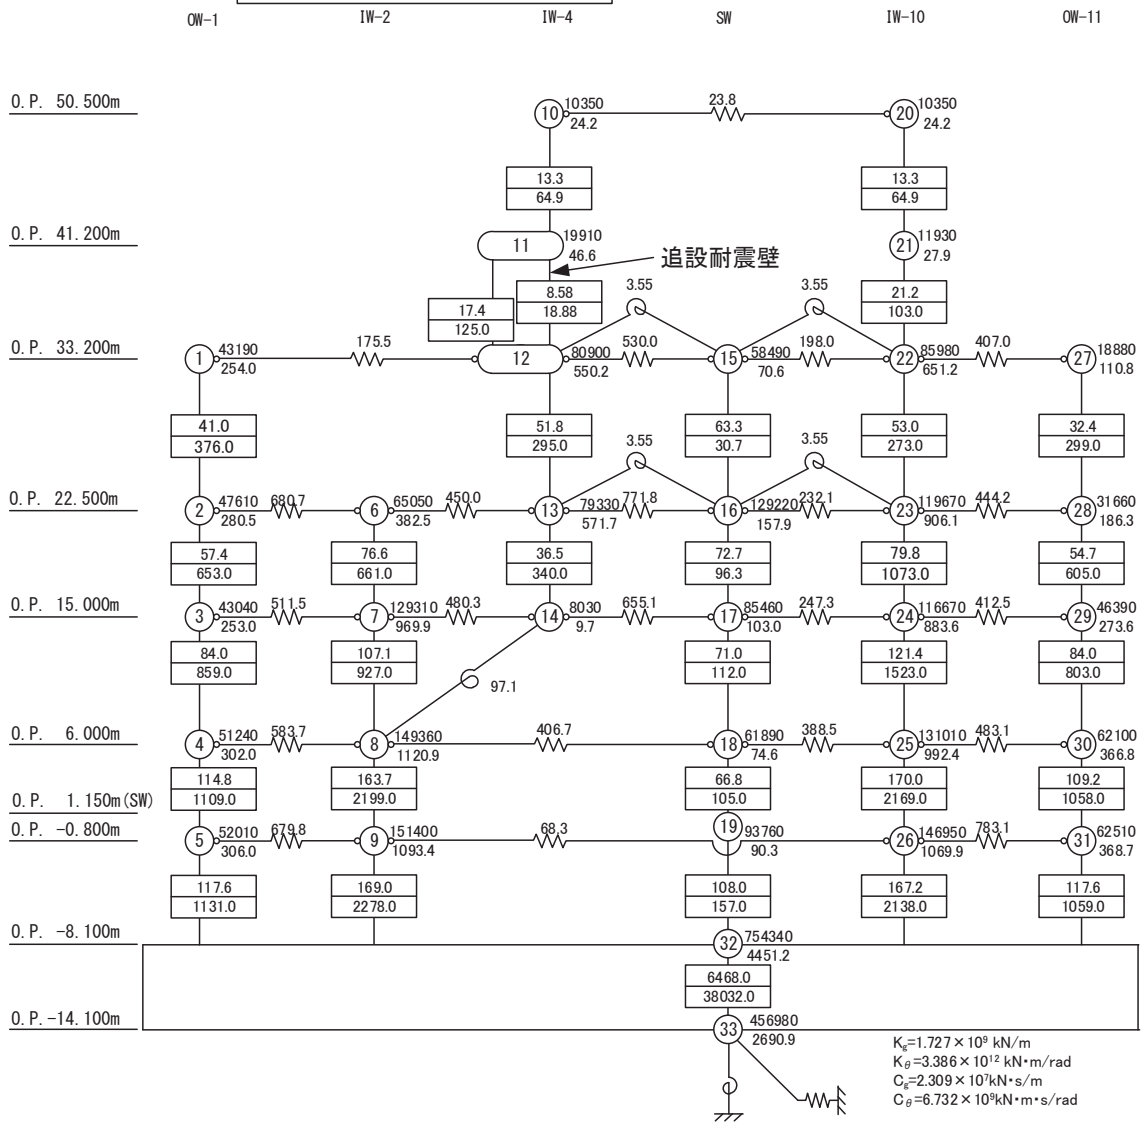 OW-1 IW-2 IW-4 SW IW-10 OW-11
O.P. 50.500m 10 10350 23.8 20 10350
24.2 24.2
13.3 13.3
64.9 64.9
O.P. 41.200m 11 19910 21 11930
46.6 27.9
追設耐震壁
8.58 3.55 3.55 21.2
17.4 18.88 103.0
125.0
O.P. 33.200m 1 43190 175.5 12 80900 530.0 15 58490 198.0 22 85980 407.0 27 18880
254.0 550.2 70.6 651.2 110.8
41.0 51.8 63.3 53.0 32.4
376.0 295.0 30.7 273.0 299.0
3.55 3.55
O.P. 22.500m 2 47610 680.7 6 65050 450.0 13 79330 771.8 16 129220 232.1 23 119670 444.2 28 31660
280.5 382.5 571.7 157.9 906.1 186.3
57.4 76.6 36.5 72.7 79.8 54.7
653.0 661.0 340.0 96.3 1073.0 605.0
O.P. 15.000m 3 43040 511.5 7 129310 480.3 14 8030 655.1 17 85460 247.3 24 116670 412.5 29 46390
253.0 969.9 9.7 103.0 883.6 273.6
84.0 107.1 71.0 121.4 84.0
859.0 927.0 112.0 1523.0 803.0
97.1
O.P. 6.000m 4 51240 583.7 8 149360 406.7 18 61890 388.5 25 131010 483.1 30 62100
302.0 1120.9 74.6 992.4 366.8
114.8 163.7 66.8 170.0 109.2
1109.0 2199.0 105.0 2169.0 1058.0
O.P. 1.150m(SW)
O.P. -0.800m 5 52010 679.8 9 151400 68.3 19 93760 26 146950 783.1 31 62510
306.0 1093.4 90.3 1069.9 368.7
117.6 169.0 108.0 167.2 117.6
1131.0 2278.0 157.0 2138.0 1059.0
O.P. -8.100m 32 754340
4451.2
6468.0
38032.0
O.P.-14.100m 33 456980
2690.9
Kg=1.727×10⁹ kN/m
Kθ=3.386×10¹² kN・m/rad
Cg=2.309×10⁷kN・s/m
Cθ=6.732×10⁹kN・m・s/rad